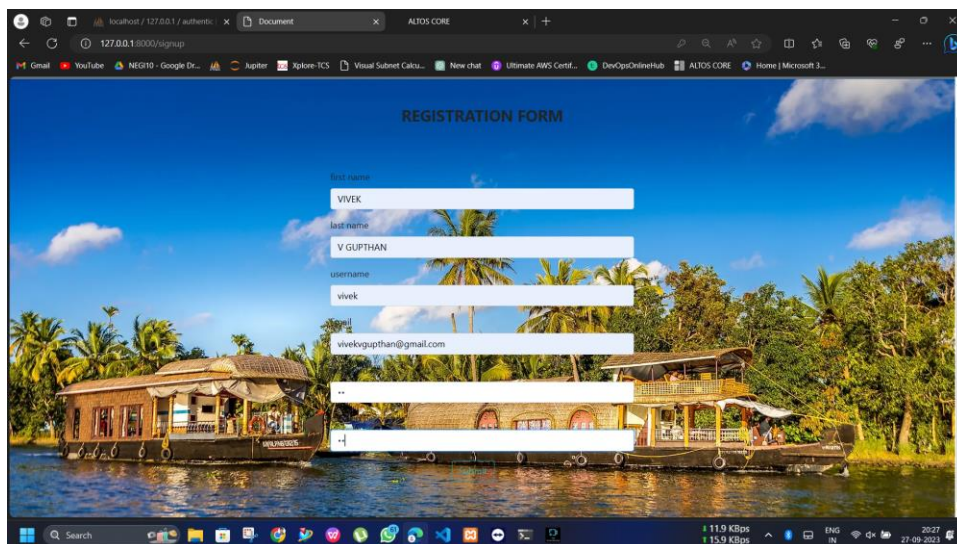 localhost / 127.0.0.1 / authentic
Document
ALTOS CORE
127.0.0.1:8000/signup
Gmail
YouTube
NEGI10 - Google Dr...
Jupiter
Xplore-TCS
Visual Subnet Calcu...
New chat
Ultimate AWS Certif...
DevOpsOnlineHub
ALTOS CORE
Home | Microsoft 3...
REGISTRATION FORM
first name
VIVEK
last name
V GUPTHAN
username
vivek
email
vivekvgupthan@gmail.com
Search
11.9 KBps
15.9 KBps
ENG
IN
20:27
27-09-2023